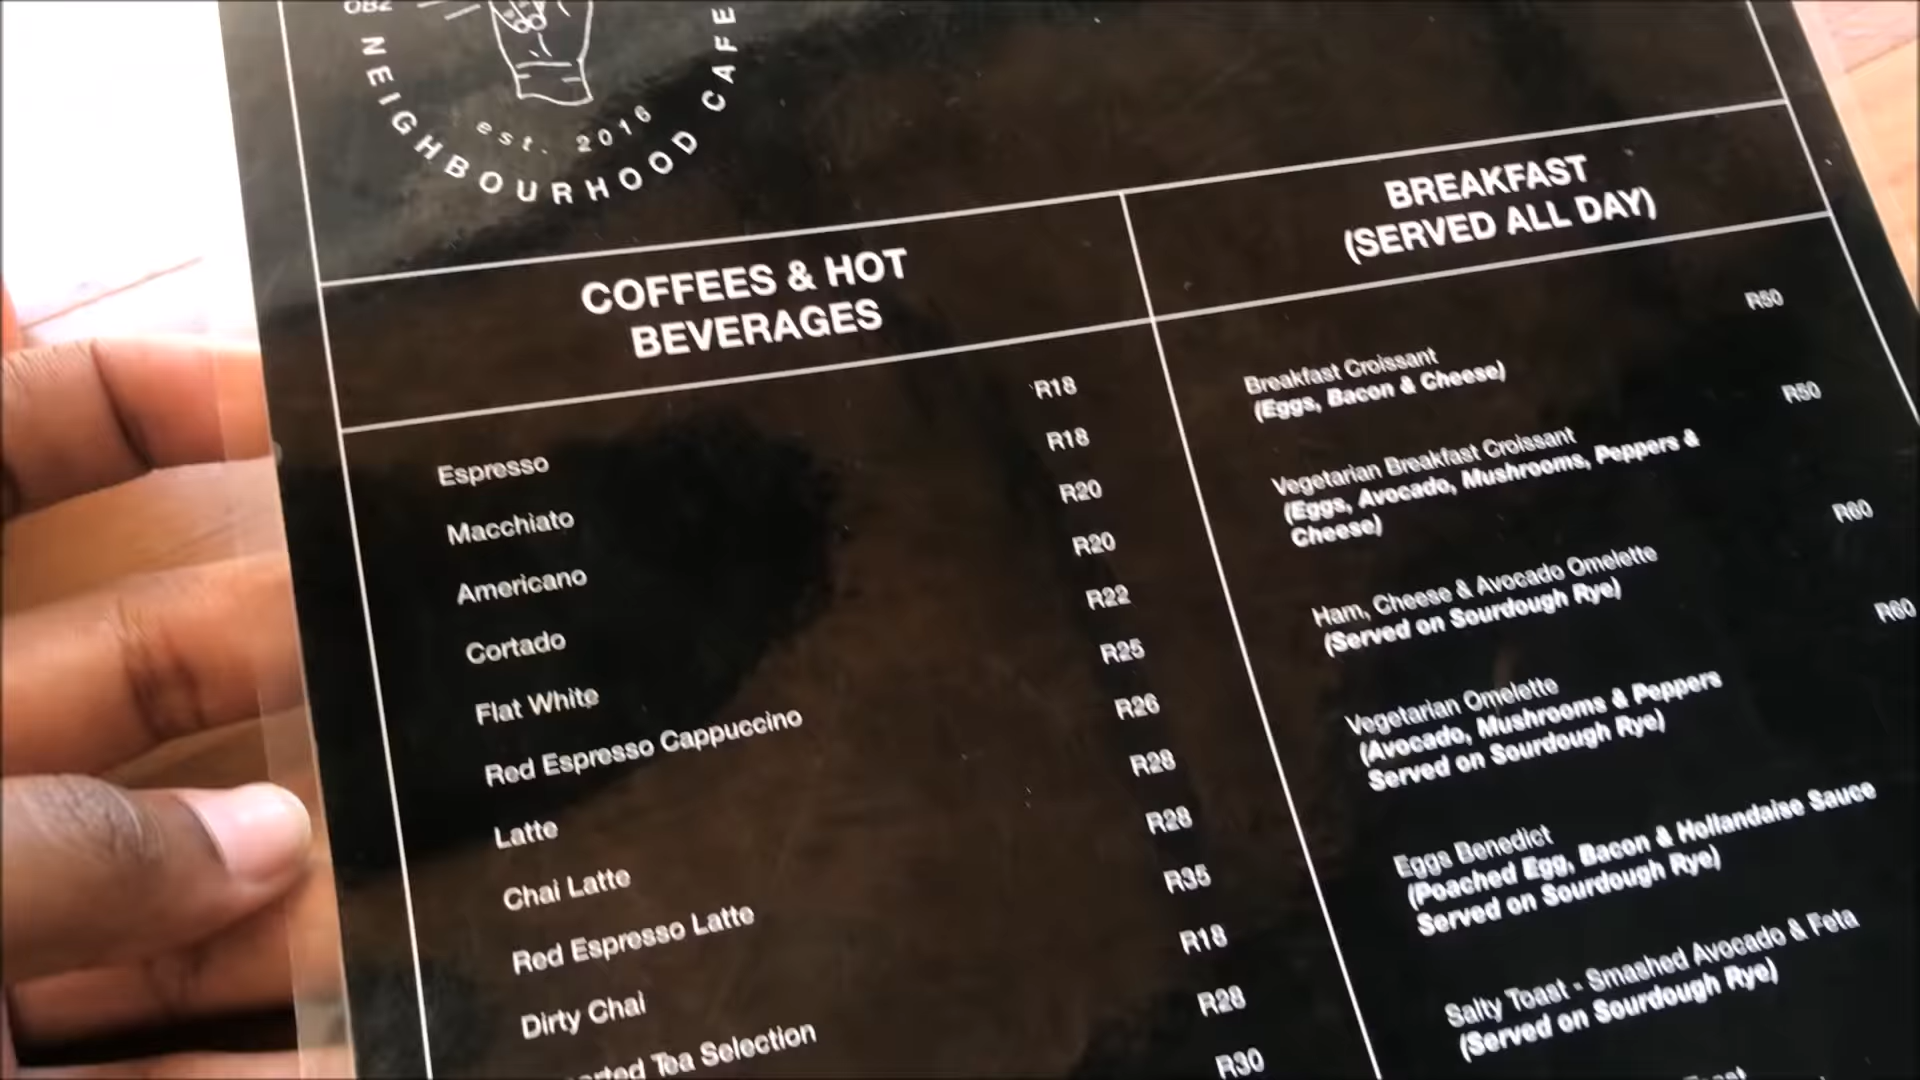 082
NEIGHBOURHOOD CAFE
est. 2016
COFFEES & HOT
BEVERAGES
Espresso R18
Macchiato R18
Americano R20
Cortado R20
Flat White R22
Red Espresso Cappuccino R25
Latte R26
Chai Latte R28
Red Espresso Latte R28
Dirty Chai R35
Tea Selection R18
R28
R30
BREAKFAST
(SERVED ALL DAY)
Breakfast Croissant R50
(Eggs, Bacon & Cheese)
Vegetarian Breakfast Croissant R50
(Eggs, Avocado, Mushrooms, Peppers &
Cheese)
Ham, Cheese & Avocado Omelette R60
(Served on Sourdough Rye)
Vegetarian Omelette R60
(Avocado, Mushrooms & Peppers
Served on Sourdough Rye)
Eggs Benedict
(Poached Egg, Bacon & Hollandaise Sauce
Served on Sourdough Rye)
Salty Toast - Smashed Avocado & Feta
(Served on Sourdough Rye)